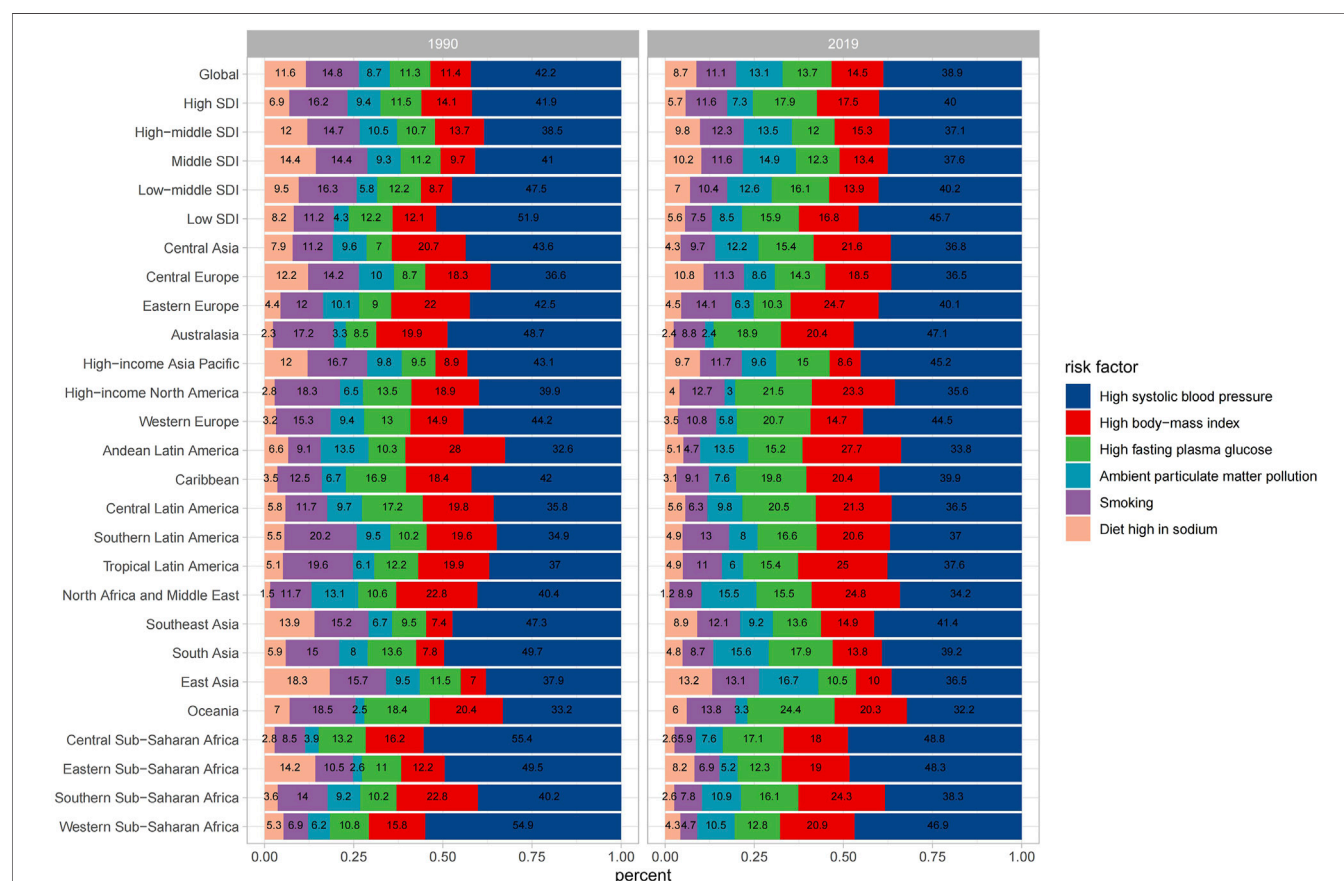 1990 2019
Global 11.6 14.8 8.7 11.3 11.4 42.2 8.7 11.1 13.1 13.7 14.5 38.9
High SDI 6.9 16.2 9.4 11.5 14.1 41.9 5.7 11.6 7.3 17.9 17.5 40
High−middle SDI 12 14.7 10.5 10.7 13.7 38.5 9.8 12.3 13.5 12 15.3 37.1
Middle SDI 14.4 14.4 9.3 11.2 9.7 41 10.2 11.6 14.9 12.3 13.4 37.6
Low−middle SDI 9.5 16.3 5.8 12.2 8.7 47.5 7 10.4 12.6 16.1 13.9 40.2
Low SDI 8.2 11.2 4.3 12.2 12.1 51.9 5.6 7.5 8.5 15.9 16.8 45.7
Central Asia 7.9 11.2 9.6 7 20.7 43.6 4.3 9.7 12.2 15.4 21.6 36.8
Central Europe 12.2 14.2 10 8.7 18.3 36.6 10.8 11.3 8.6 14.3 18.5 36.5
Eastern Europe 4.4 12 10.1 9 22 42.5 4.5 14.1 6.3 10.3 24.7 40.1
Australasia 2.3 17.2 3.3 8.5 19.9 48.7 2.4 8.8 2.4 18.9 20.4 47.1
High−income Asia Pacific 12 16.7 9.8 9.5 8.9 43.1 9.7 11.7 9.6 15 8.6 45.2
High−income North America 2.8 18.3 6.5 13.5 18.9 39.9 4 12.7 3 21.5 23.3 35.6
Western Europe 3.2 15.3 9.4 13 14.9 44.2 3.5 10.8 5.8 20.7 14.7 44.5
Andean Latin America 6.6 9.1 13.5 10.3 28 32.6 5.1 4.7 13.5 15.2 27.7 33.8
Caribbean 3.5 12.5 6.7 16.9 18.4 42 3.1 9.1 7.6 19.8 20.4 39.9
Central Latin America 5.8 11.7 9.7 17.2 19.8 35.8 5.6 6.3 9.8 20.5 21.3 36.5
Southern Latin America 5.5 20.2 9.5 10.2 19.6 34.9 4.9 13 8 16.6 20.6 37
Tropical Latin America 5.1 19.6 6.1 12.2 19.9 37 4.9 11 6 15.4 25 37.6
North Africa and Middle East 1.5 11.7 13.1 10.6 22.8 40.4 1.2 8.9 15.5 15.5 24.8 34.2
Southeast Asia 13.9 15.2 6.7 9.5 7.4 47.3 8.9 12.1 9.2 13.6 14.9 41.4
South Asia 5.9 15 8 13.6 7.8 49.7 4.8 8.7 15.6 17.9 13.8 39.2
East Asia 18.3 15.7 9.5 11.5 7 37.9 13.2 13.1 16.7 10.5 10 36.5
Oceania 7 18.5 2.5 18.4 20.4 33.2 6 13.8 3.3 24.4 20.3 32.2
Central Sub−Saharan Africa 2.8 8.5 3.9 13.2 16.2 55.4 2.6 5.9 7.6 17.1 18 48.8
Eastern Sub−Saharan Africa 14.2 10.5 2.6 11 12.2 49.5 8.2 6.9 5.2 12.3 19 48.3
Southern Sub−Saharan Africa 3.6 14 9.2 10.2 22.8 40.2 2.6 7.8 10.9 16.1 24.3 38.3
Western Sub−Saharan Africa 5.3 6.9 6.2 10.8 15.8 54.9 4.3 4.7 10.5 12.8 20.9 46.9
0.00 0.25 0.50 0.75 1.00 0.00 0.25 0.50 0.75 1.00
percent
risk factor
High systolic blood pressure
High body−mass index
High fasting plasma glucose
Ambient particulate matter pollution
Smoking
Diet high in sodium